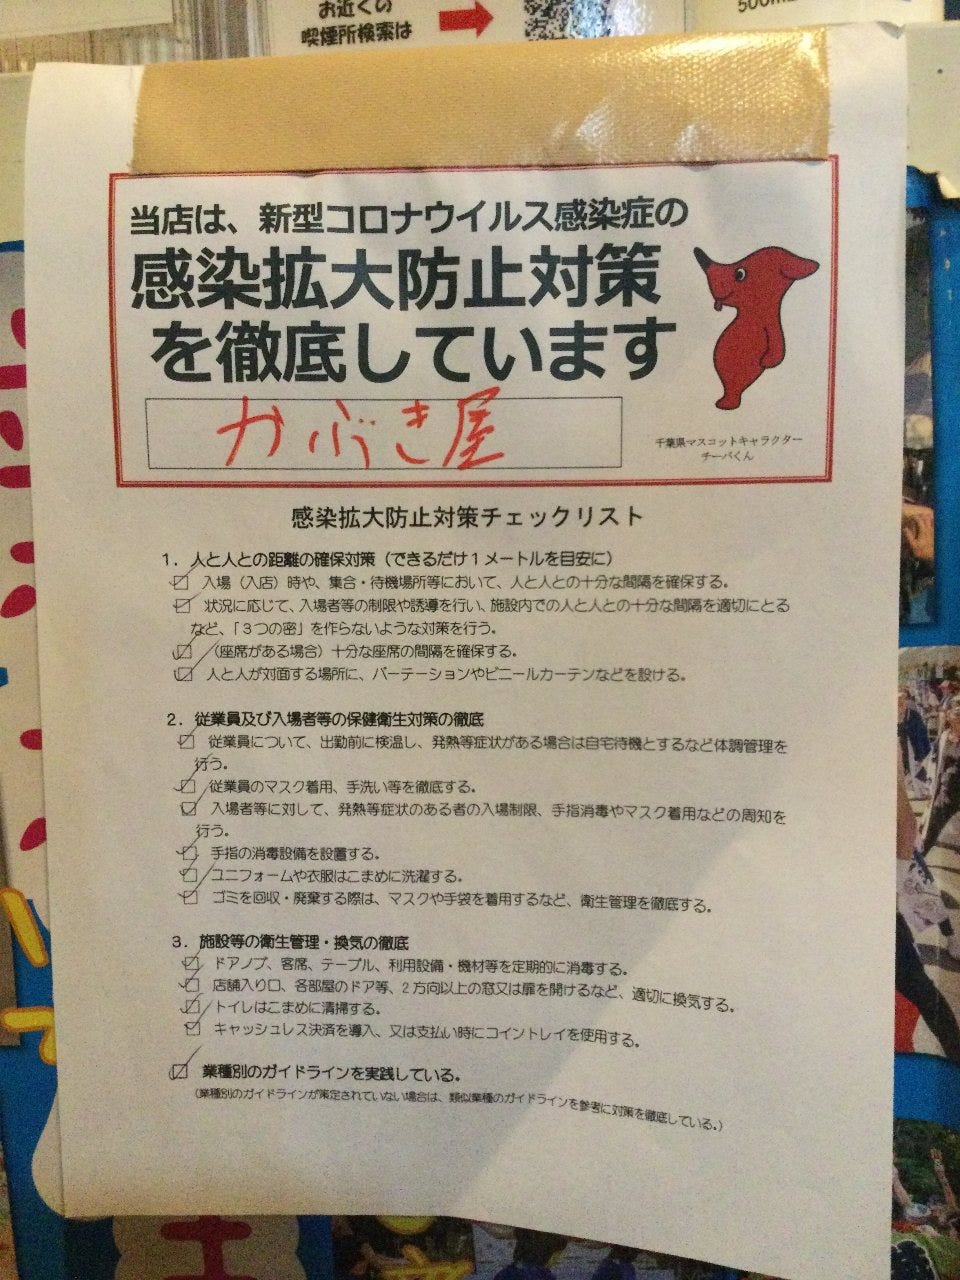 お近くの
喫煙所検索は
当店は、新型コロナウイルス感染症の
感染拡大防止対策
を徹底しています
かぶき屋
千葉県マスコットキャラクター
チーバくん
感染拡大防止対策チェックリスト
１．人と人との距離の確保対策（できるだけ１メートルを目安に）
☑ 入場（入店）時や、集合・待機場所等において、人と人との十分な間隔を確保する。
☑ 状況に応じて、入場者等の制限や誘導を行い、施設内での人と人との十分な間隔を適切にとる
など、「３つの密」を作らないような対策を行う。
☑ （座席がある場合）十分な座席の間隔を確保する。
☑ 人と人が対面する場所に、パーテーションやビニールカーテンなどを設ける。
２．従業員及び入場者等の保健衛生対策の徹底
☑ 従業員について、出勤前に検温し、発熱等症状がある場合は自宅待機とするなど体調管理を
行う。
☑ 従業員のマスク着用、手洗い等を徹底する。
☑ 入場者等に対して、発熱等症状のある者の入場制限、手指消毒やマスク着用などの周知を
行う。
☑ 手指の消毒設備を設置する。
☑ ユニフォームや衣服はこまめに洗濯する。
☑ ゴミを回収・廃棄する際は、マスクや手袋を着用するなど、衛生管理を徹底する。
３．施設等の衛生管理・換気の徹底
☑ ドアノブ、客席、テーブル、利用設備・機材等を定期的に消毒する。
☑ 店舗入り口、各部屋のドア等、２方向以上の窓又は扉を開けるなど、適切に換気する。
☑ トイレはこまめに清掃する。
☑ キャッシュレス決済を導入、又は支払い時にコイントレイを使用する。
☑ 業種別のガイドラインを実践している。
（業種別のガイドラインが策定されていない場合は、類似業種のガイドラインを参考に対策を徹底している。）